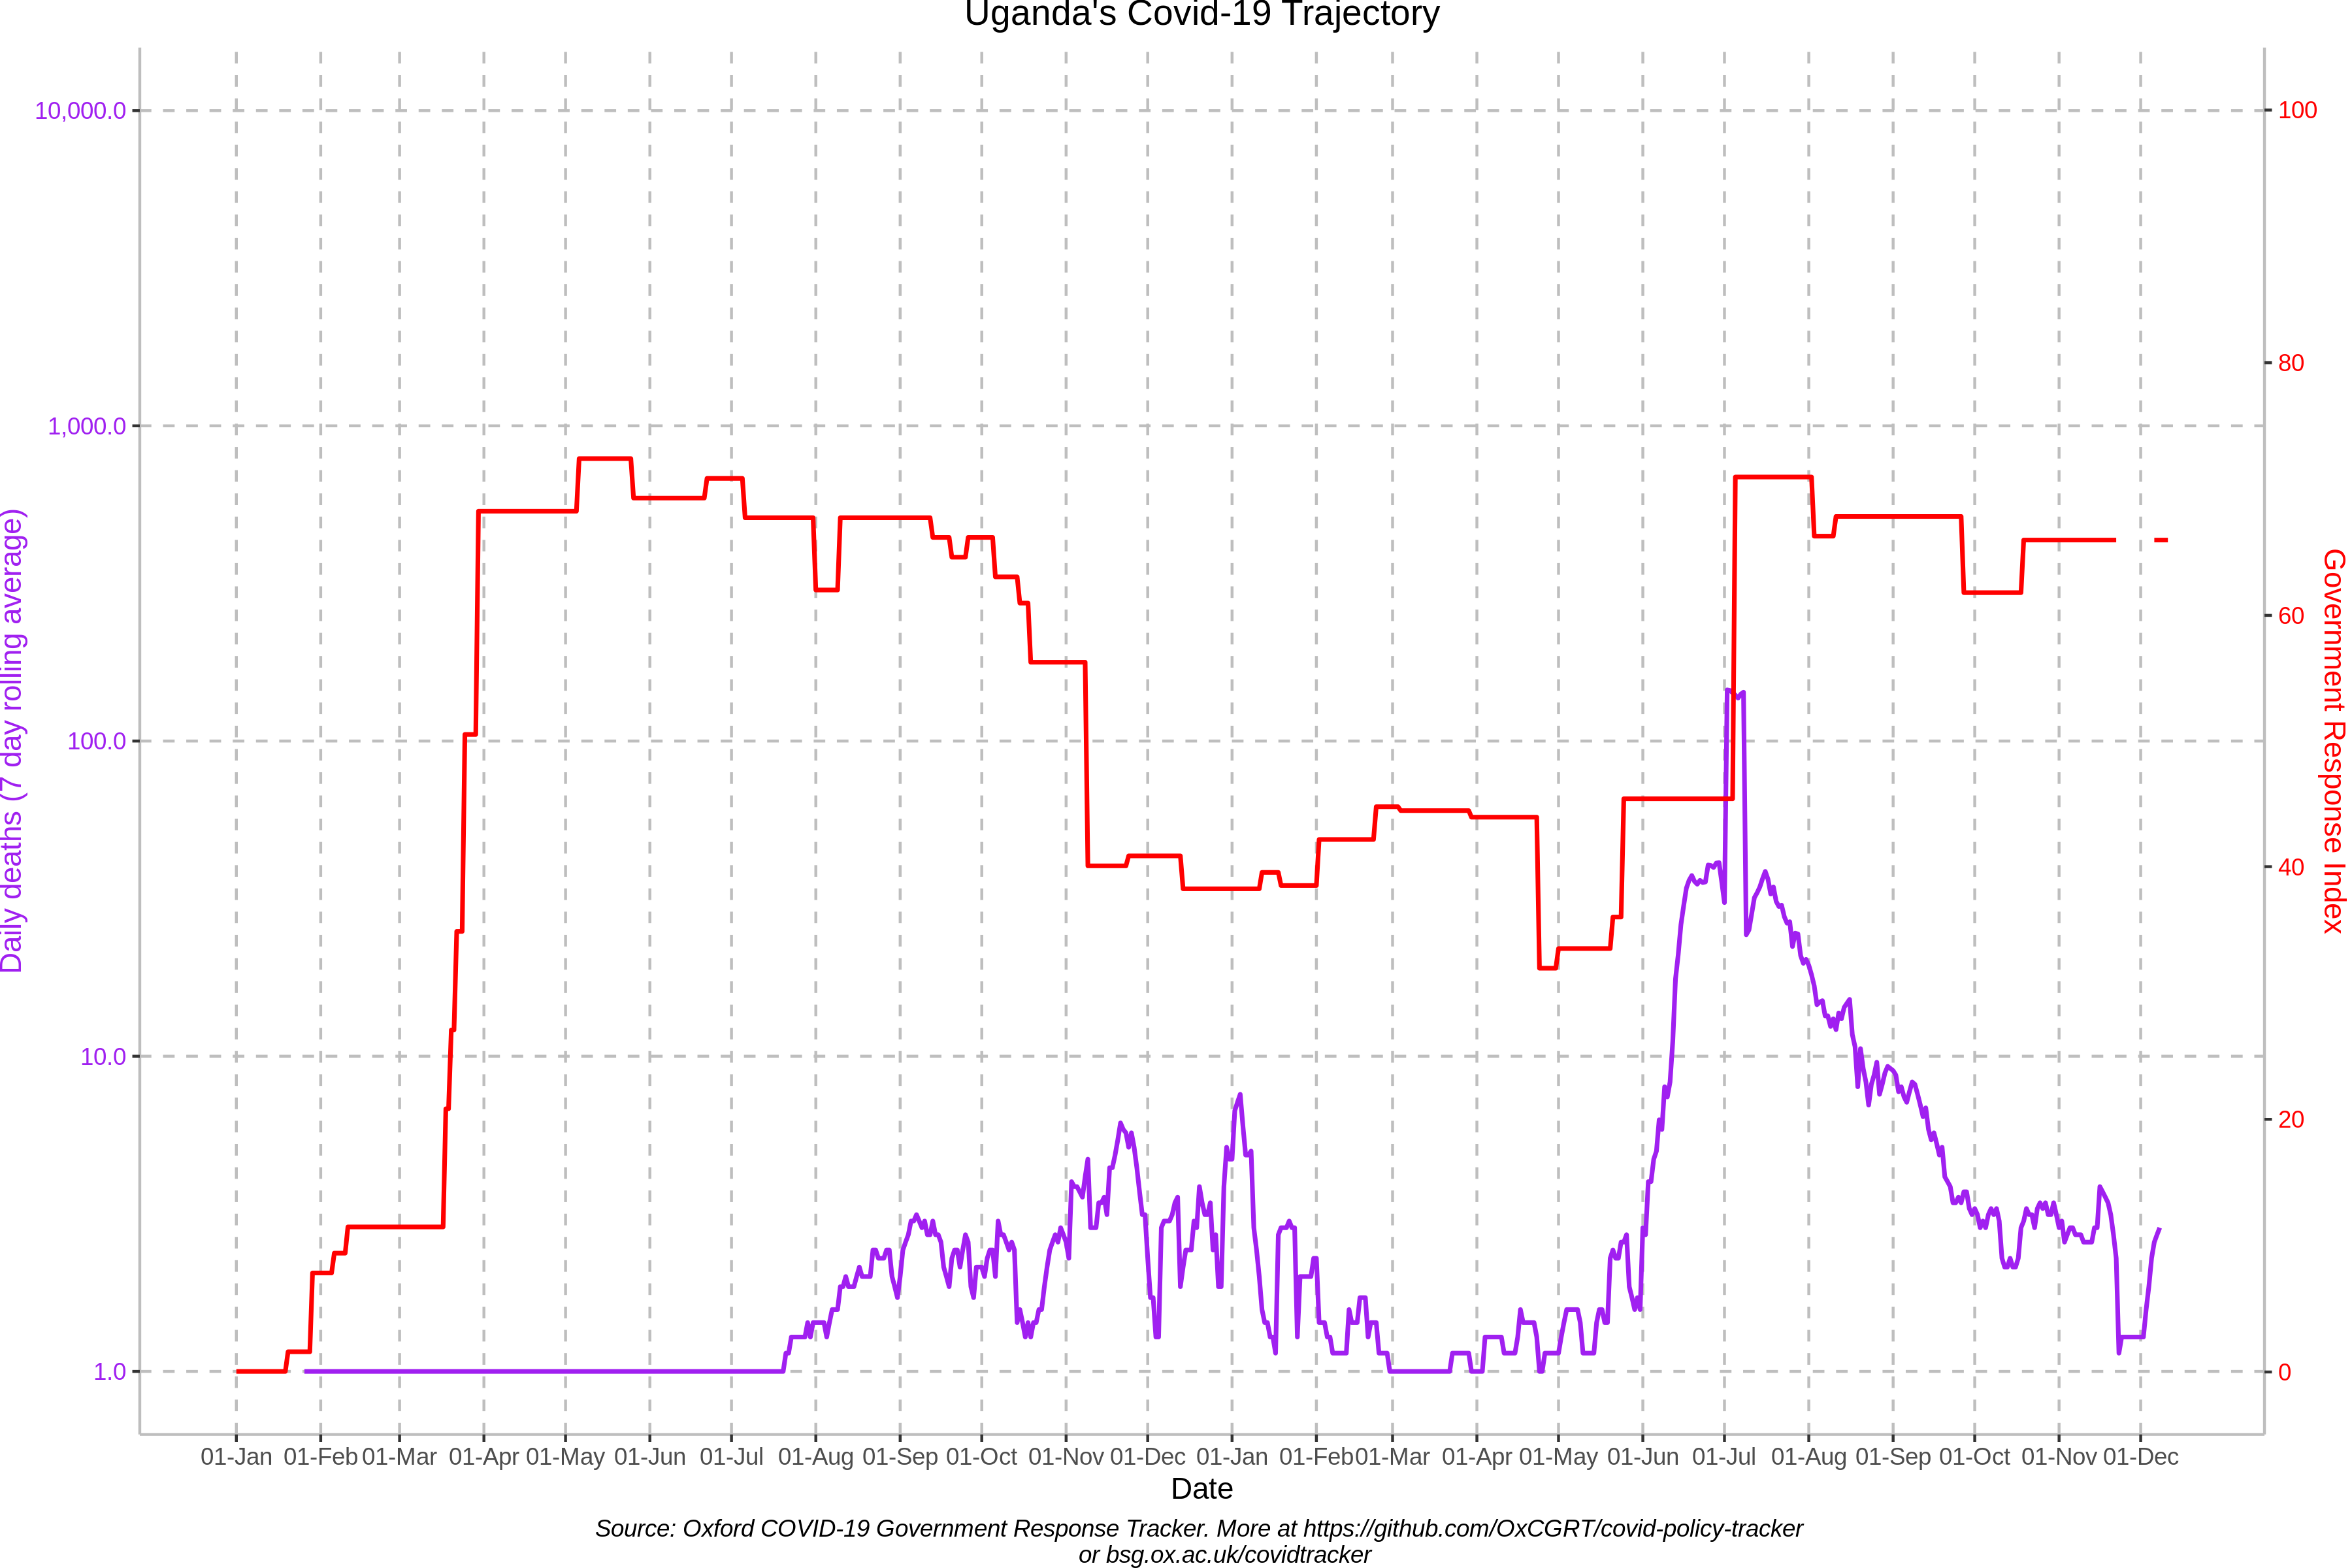 Uganda's Covid-19 Trajectory
10,000.0
1,000.0
100.0
10.0
1.0
Daily deaths (7 day rolling average)
100
80
60
40
20
0
Government Response Index
01-Jan 01-Feb 01-Mar 01-Apr 01-May 01-Jun 01-Jul 01-Aug 01-Sep 01-Oct 01-Nov 01-Dec 01-Jan 01-Feb 01-Mar 01-Apr 01-May 01-Jun 01-Jul 01-Aug 01-Sep 01-Oct 01-Nov 01-Dec
Date
Source: Oxford COVID-19 Government Response Tracker. More at https://github.com/OxCGRT/covid-policy-tracker
or bsg.ox.ac.uk/covidtracker